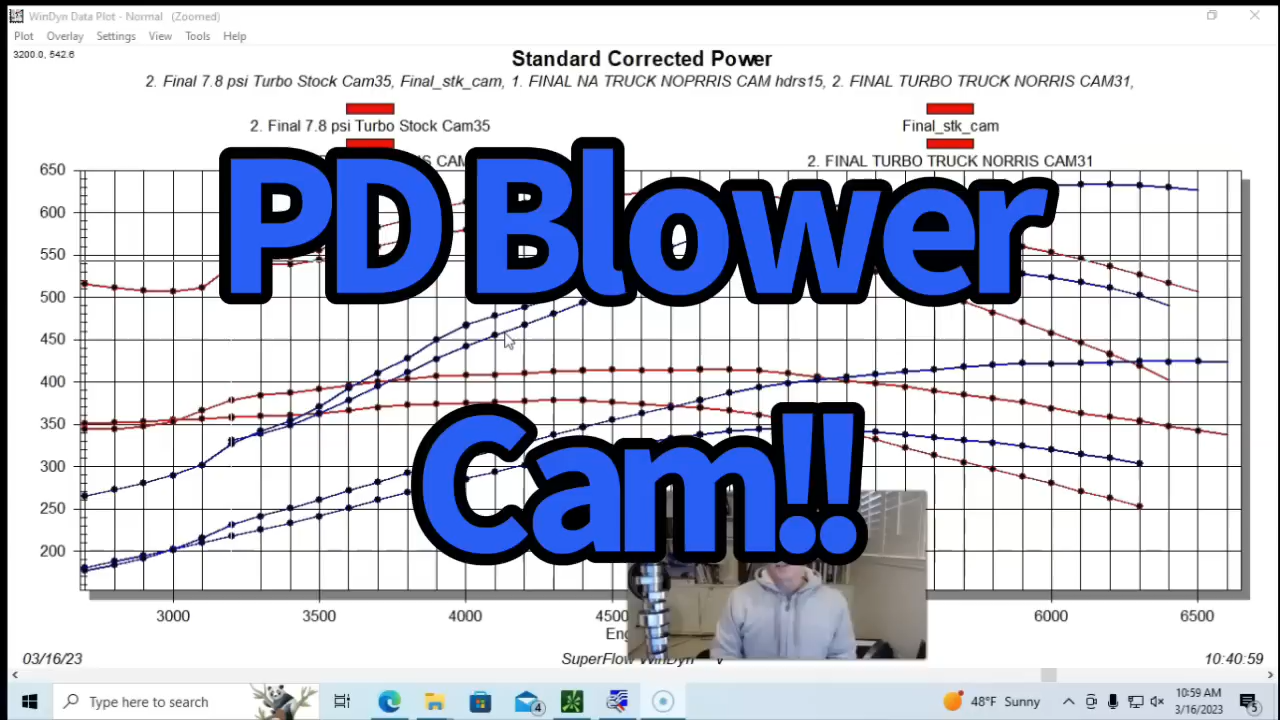 WinDyn Data Plot - Normal (Zoomed)
Plot Overlay Settings View Tools Help
3200.0, 542.6
Standard Corrected Power
2. Final 7.8 psi Turbo Stock Cam35, Final_stk_cam, 1. FINAL NA TRUCK NOPRRIS CAM hdrs15, 2. FINAL TURBO TRUCK NORRIS CAM31,
2. Final 7.8 psi Turbo Stock Cam35
Final_stk_cam
2. FINAL TURBO TRUCK NORRIS CAM31
PD Blower
Cam!!
650
600
550
500
450
400
350
300
250
200
3000 3500 4000 4500 6000 6500
03/16/23
SuperFlow WinDyn
10:40:59
Type here to search
4
48°F Sunny
10:59 AM
3/16/2023
5